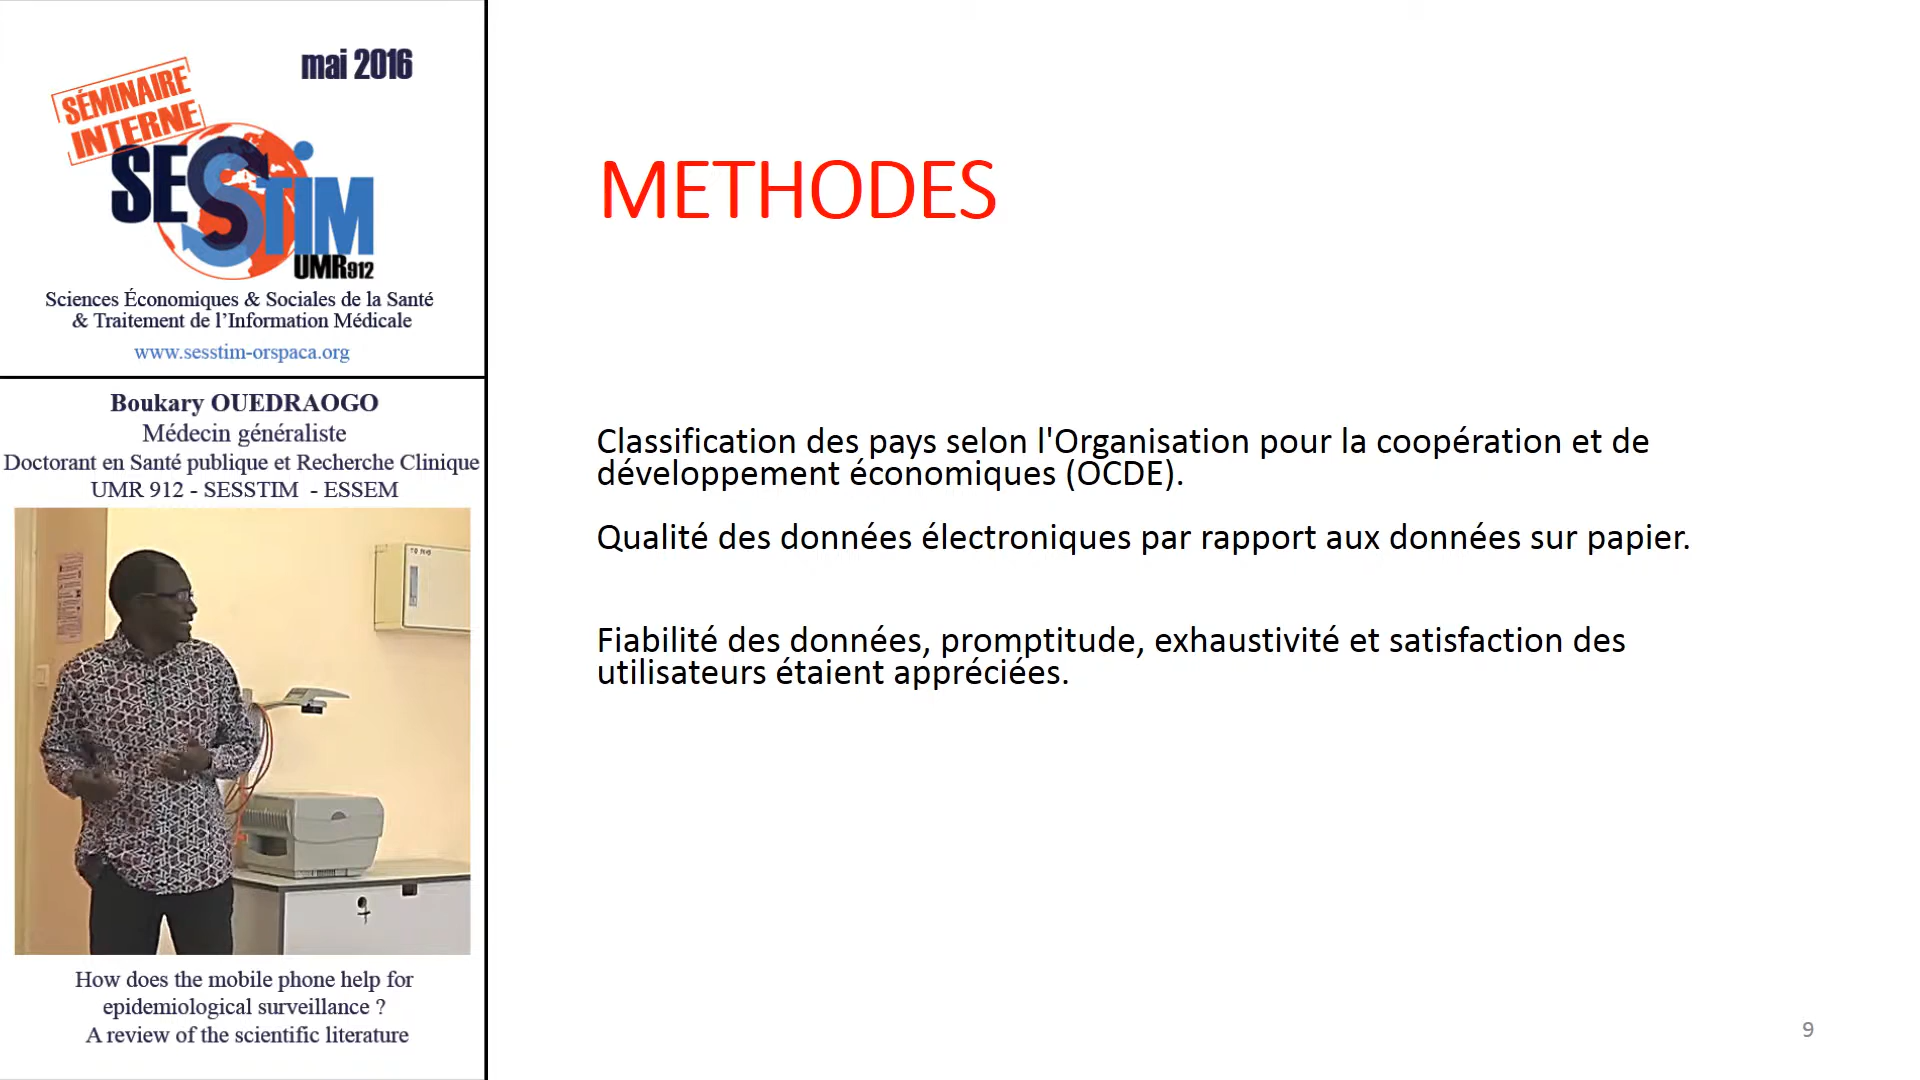 mai 2016
SÉMINAIRE
INTERNE
SESSTIM
UMR912
Sciences Économiques & Sociales de la Santé
& Traitement de l’Information Médicale
www.sesstim-orspaca.org
Boukary OUEDRAOGO
Médecin généraliste
Doctorant en Santé publique et Recherche Clinique
UMR 912 - SESSTIM - ESSEM
How does the mobile phone help for
epidemiological surveillance ?
A review of the scientific literature
METHODES
Classification des pays selon l'Organisation pour la coopération et de
développement économiques (OCDE).
Qualité des données électroniques par rapport aux données sur papier.
Fiabilité des données, promptitude, exhaustivité et satisfaction des
utilisateurs étaient appréciées.
9